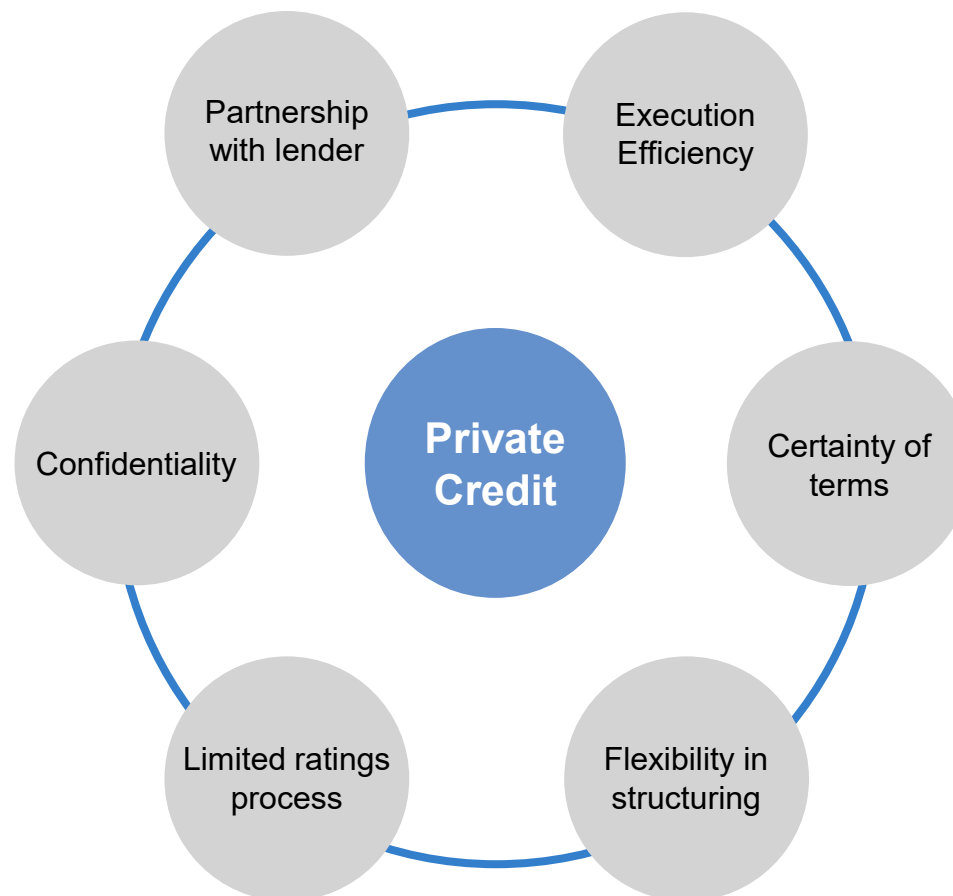 Partnership
with lender
Execution
Efficiency
Confidentiality
Private
Credit
Certainty of
terms
Limited ratings
process
Flexibility in
structuring